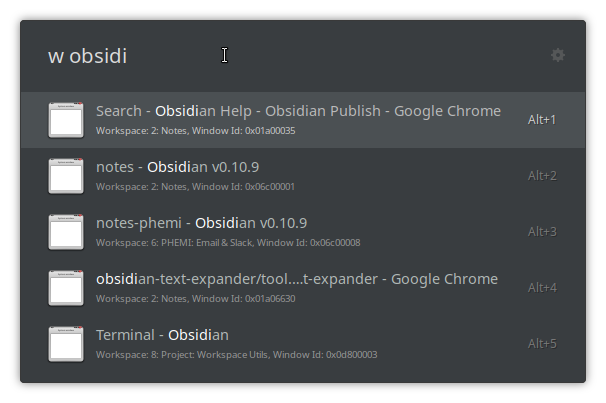 w obsidi
Search - Obsidian Help - Obsidian Publish - Google Chrome
Workspace: 2: Notes, Window Id: 0x01a00035
Alt+1
notes - Obsidian v0.10.9
Workspace: 2: Notes, Window Id: 0x06c00001
Alt+2
notes-phemi - Obsidian v0.10.9
Workspace: 6: PHEMI: Email & Slack, Window Id: 0x06c00008
Alt+3
obsidian-text-expander/tool....t-expander - Google Chrome
Workspace: 2: Notes, Window Id: 0x01a06630
Alt+4
Terminal - Obsidian
Workspace: 8: Project: Workspace Utils, Window Id: 0x0d800003
Alt+5